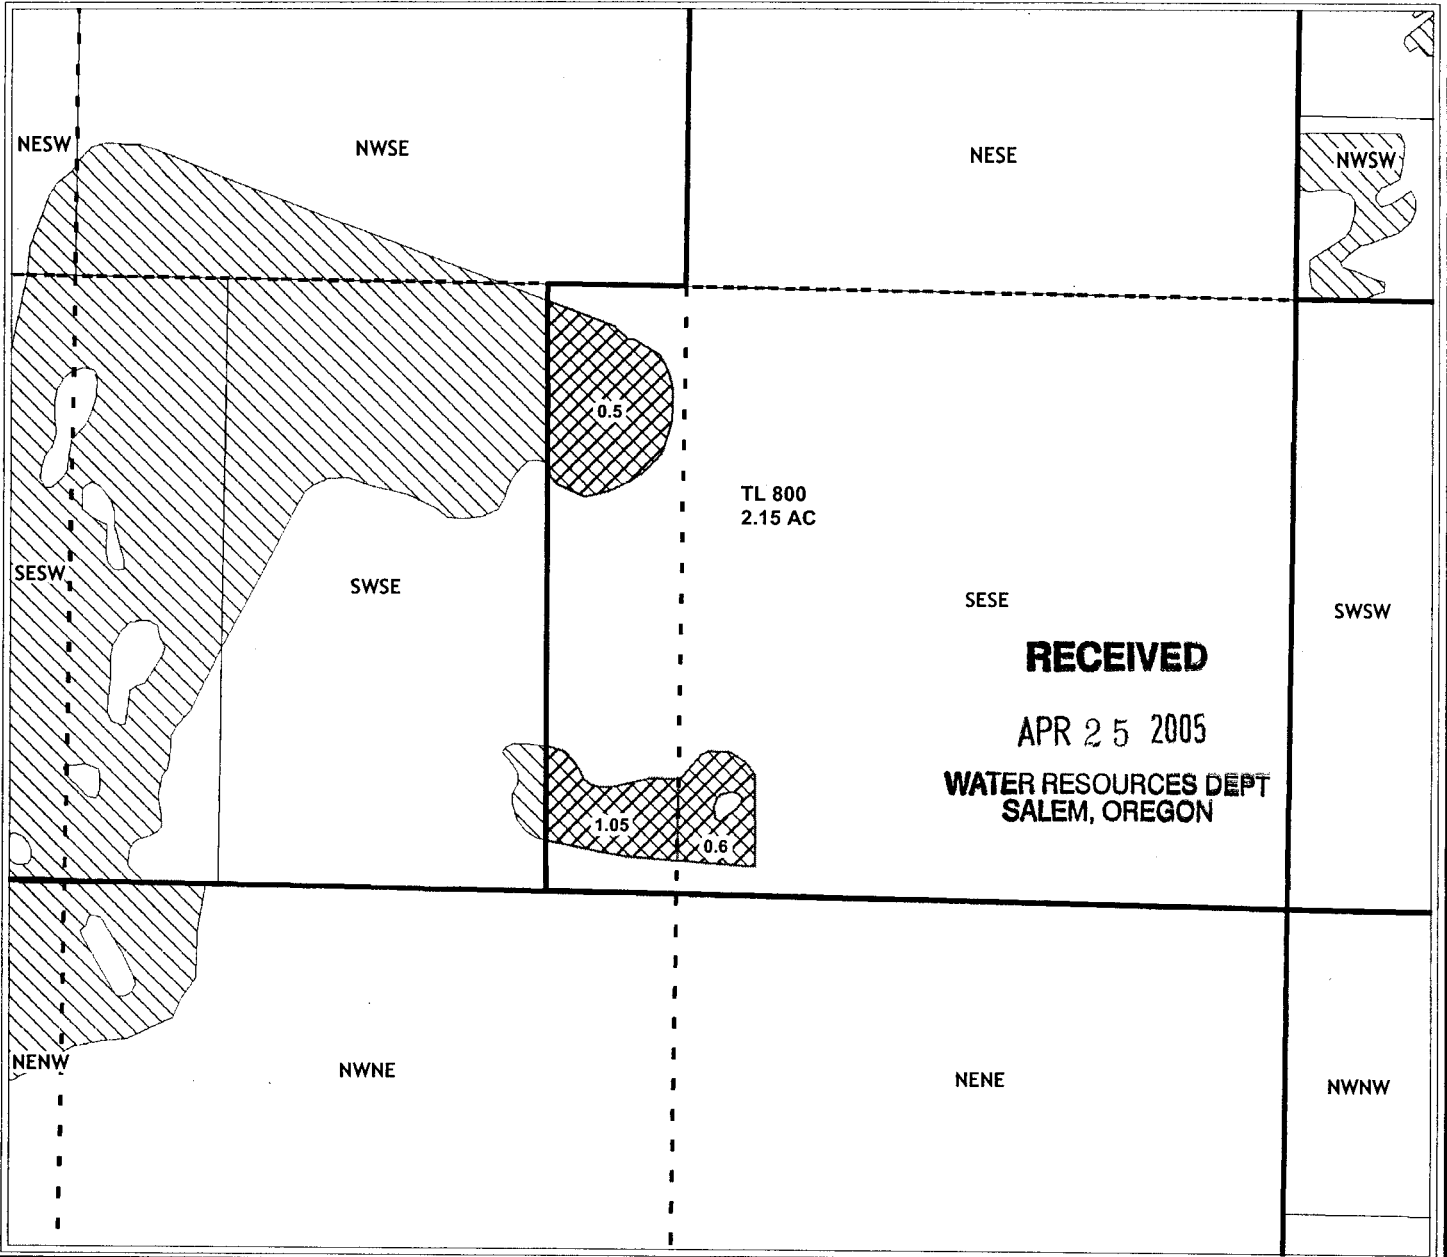 NESW
NWSE
NESE
NWSW
0.5
TL 800
2.15 AC
SESW
SWSE
SESE
SWSW
RECEIVED
APR 25 2005
WATER RESOURCES DEPT
SALEM, OREGON
1.05
0.6
NENW
NWNE
NENE
NWNW